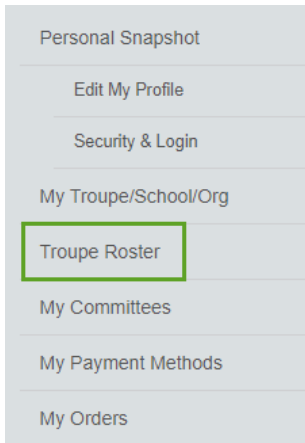 Personal Snapshot
Edit My Profile
Security & Login
My Troupe/School/Org
Troupe Roster
My Committees
My Payment Methods
My Orders